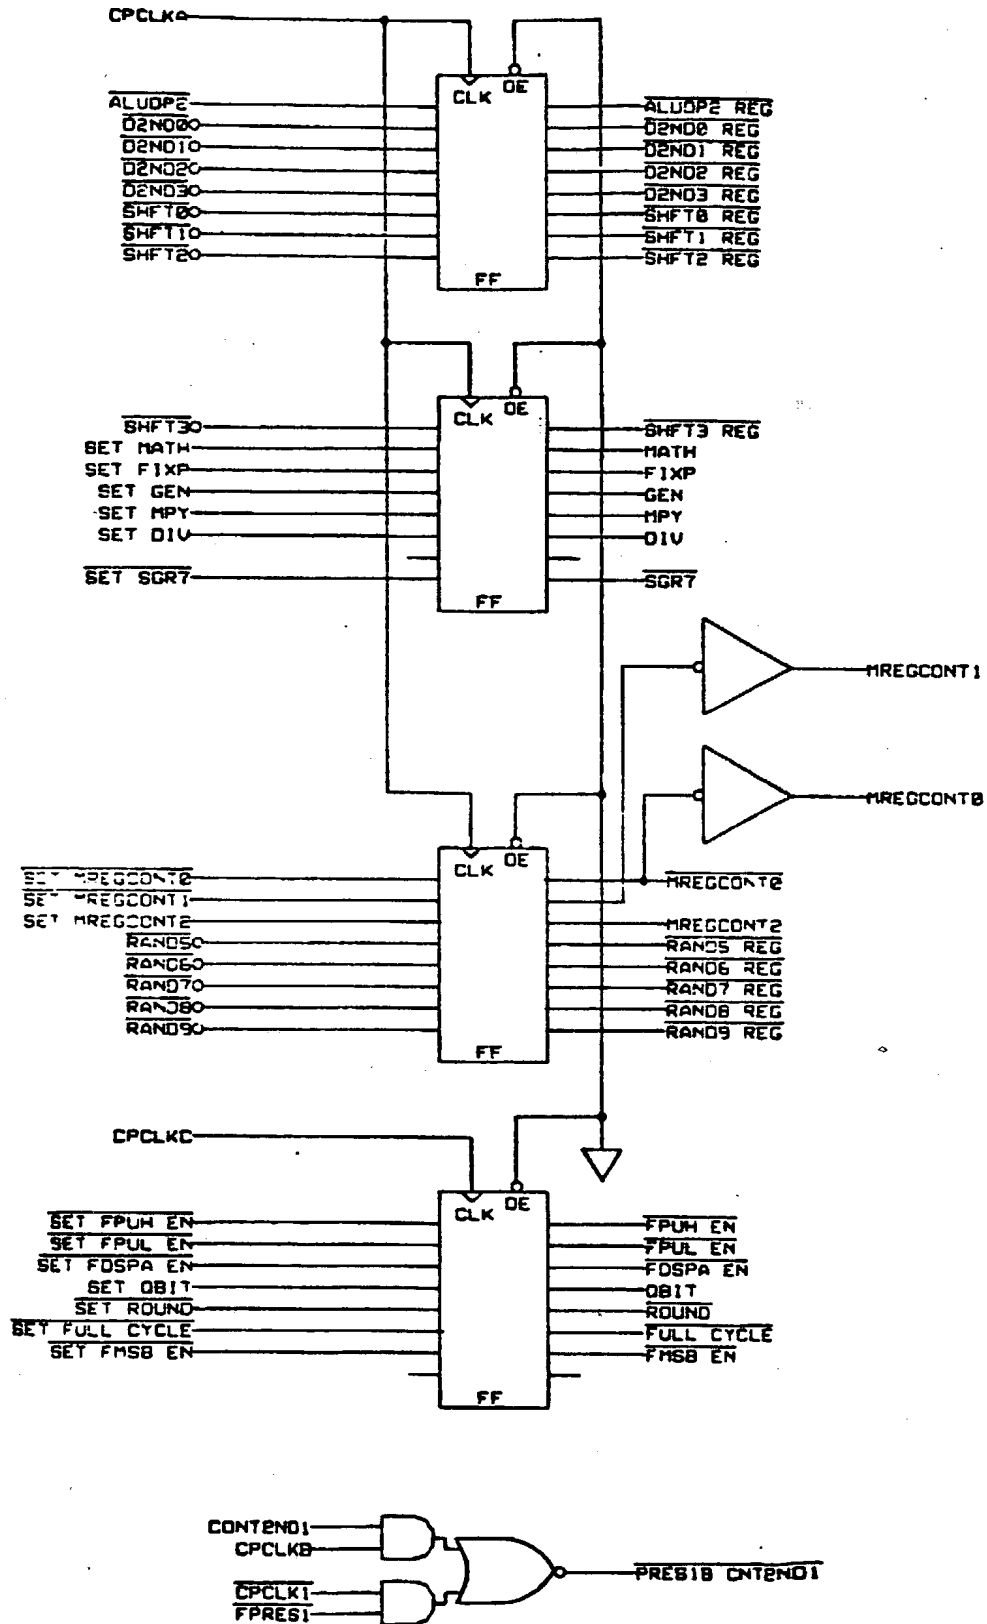 CPCLKA
CLK OE
ALUOP2 ALUOP2 REG
D2ND0 D2ND0 REG
D2ND1 D2ND1 REG
D2ND2 D2ND2 REG
D2ND3 D2ND3 REG
SHFT0 SHFT0 REG
SHFT1 SHFT1 REG
SHFT2 SHFT2 REG
FF
CLK OE
SHFT3 SHFT3 REG
SET MATH MATH
SET FIXP FIXP
SET GEN GEN
SET MPY MPY
SET DIV DIV
SET SGR7 SGR7
FF
MREGCONT1
MREGCONT0
CLK OE
SET MREGCONT0 MREGCONT0
SET MREGCONT1
SET MREGCONT2 MREGCONT2
RAND5 RAND5 REG
RAND6 RAND6 REG
RAND7 RAND7 REG
RAND8 RAND8 REG
RAND9 RAND9 REG
FF
CPCLKC
CLK OE
SET FPUH EN FPUH EN
SET FPUL EN FPUL EN
SET FDSPA EN FDSPA EN
SET QBIT QBIT
SET ROUND ROUND
SET FULL CYCLE FULL CYCLE
SET FMSB EN FMSB EN
FF
CONT2ND1
CPCLKB
PRES1B CNT2ND1
CPCLK1
FPRES1